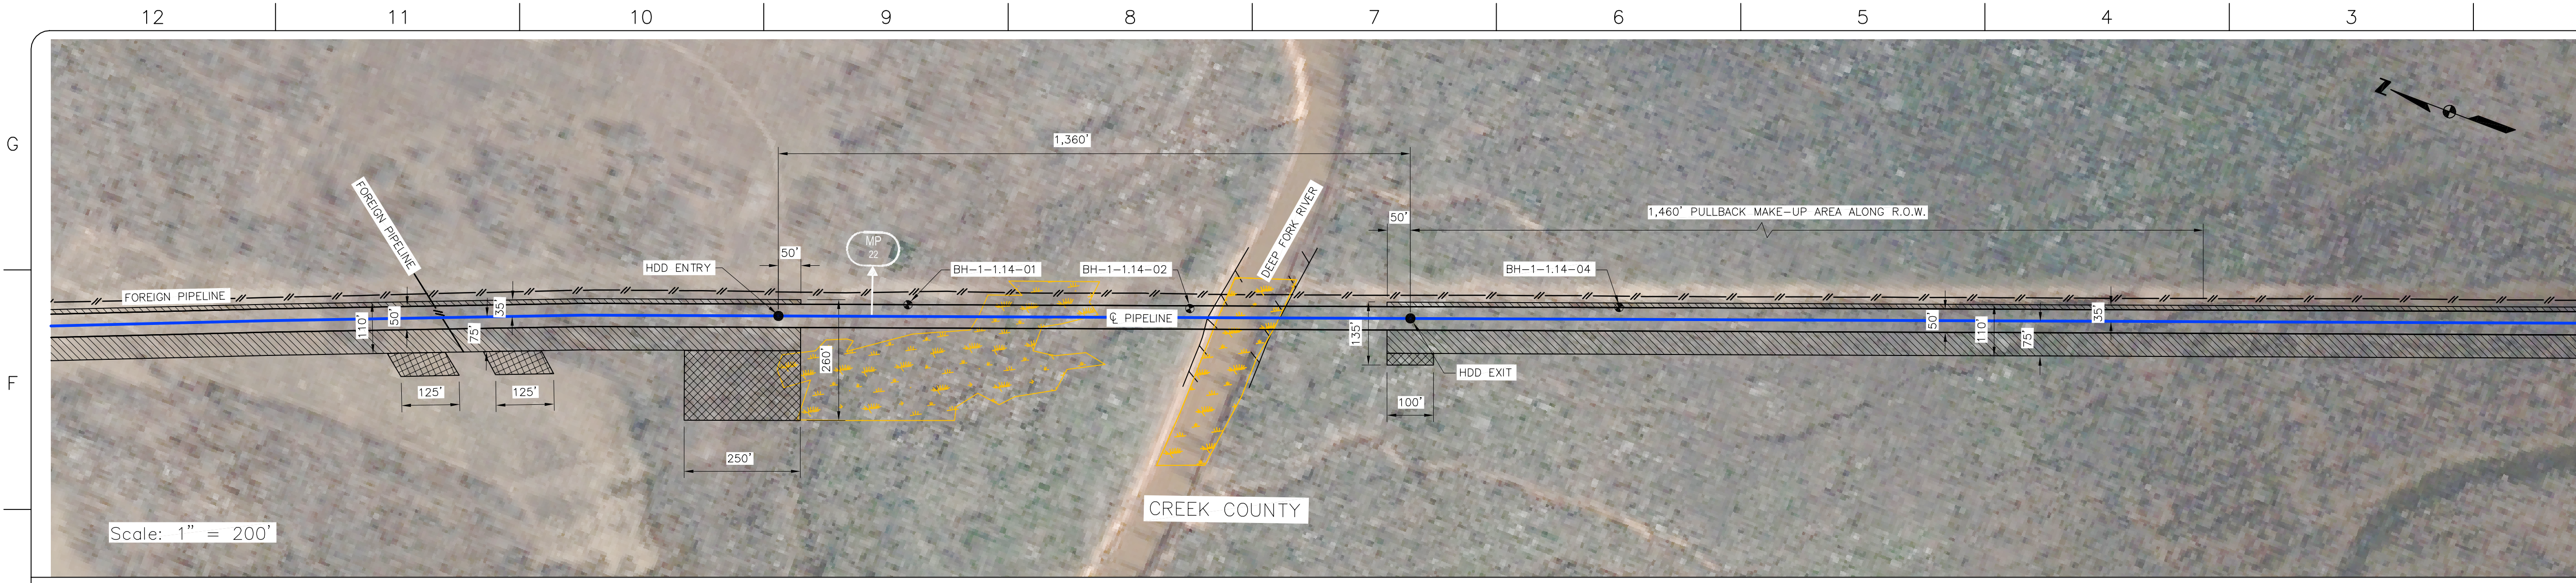 12 11 10 9 8 7 6 5 4 3
G
F
1,360'
50'
50'
1,460' PULLBACK MAKE-UP AREA ALONG R.O.W.
MP
22
FOREIGN PIPELINE
DEEP FORK RIVER
HDD ENTRY
BH-1-1.14-01
BH-1-1.14-02
BH-1-1.14-04
FOREIGN PIPELINE
110'
50'
75'
35'
℄ PIPELINE
260'
135'
50'
110'
75'
35'
HDD EXIT
125'
125'
100'
250'
CREEK COUNTY
Scale: 1" = 200'
N